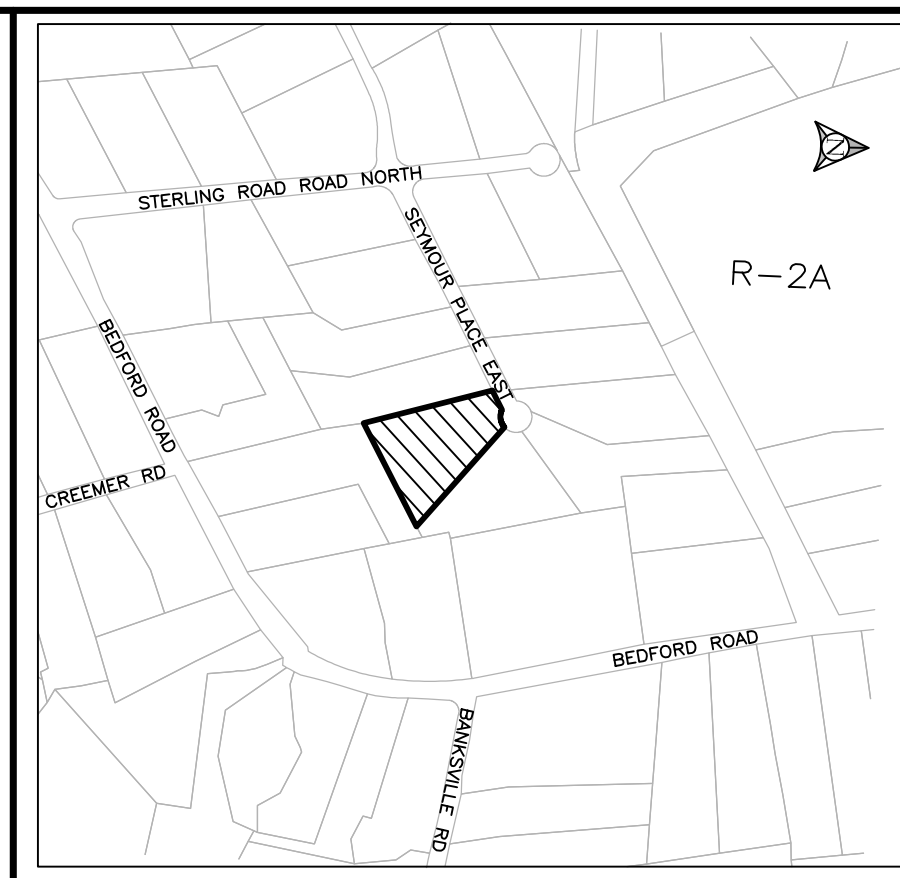 N
STERLING ROAD ROAD NORTH
SEYMOUR PLACE EAST
R-2A
BEDFORD ROAD
CREEMER RD
BEDFORD ROAD
BANKSVILLE RD